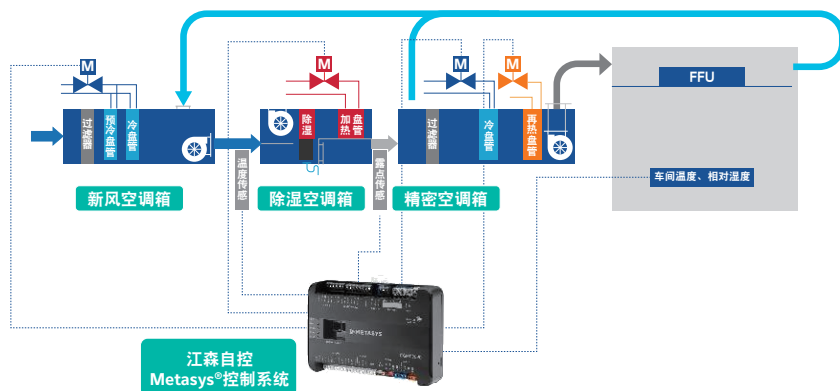 M
M
M
M
FFU
过滤器
预冷盘管
冷盘管
除湿
加热盘管
过滤器
冷盘管
再热盘管
温度传感
露点传感
车间温度、相对湿度
新风空调箱
除湿空调箱
精密空调箱
METASYS
江森自控
Metasys®控制系统